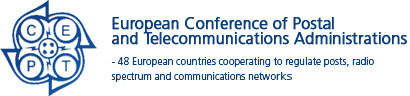 C E
P T
European Conference of Postal
and Telecommunications Administrations
- 48 European countries cooperating to regulate posts, radio
spectrum and communications networks